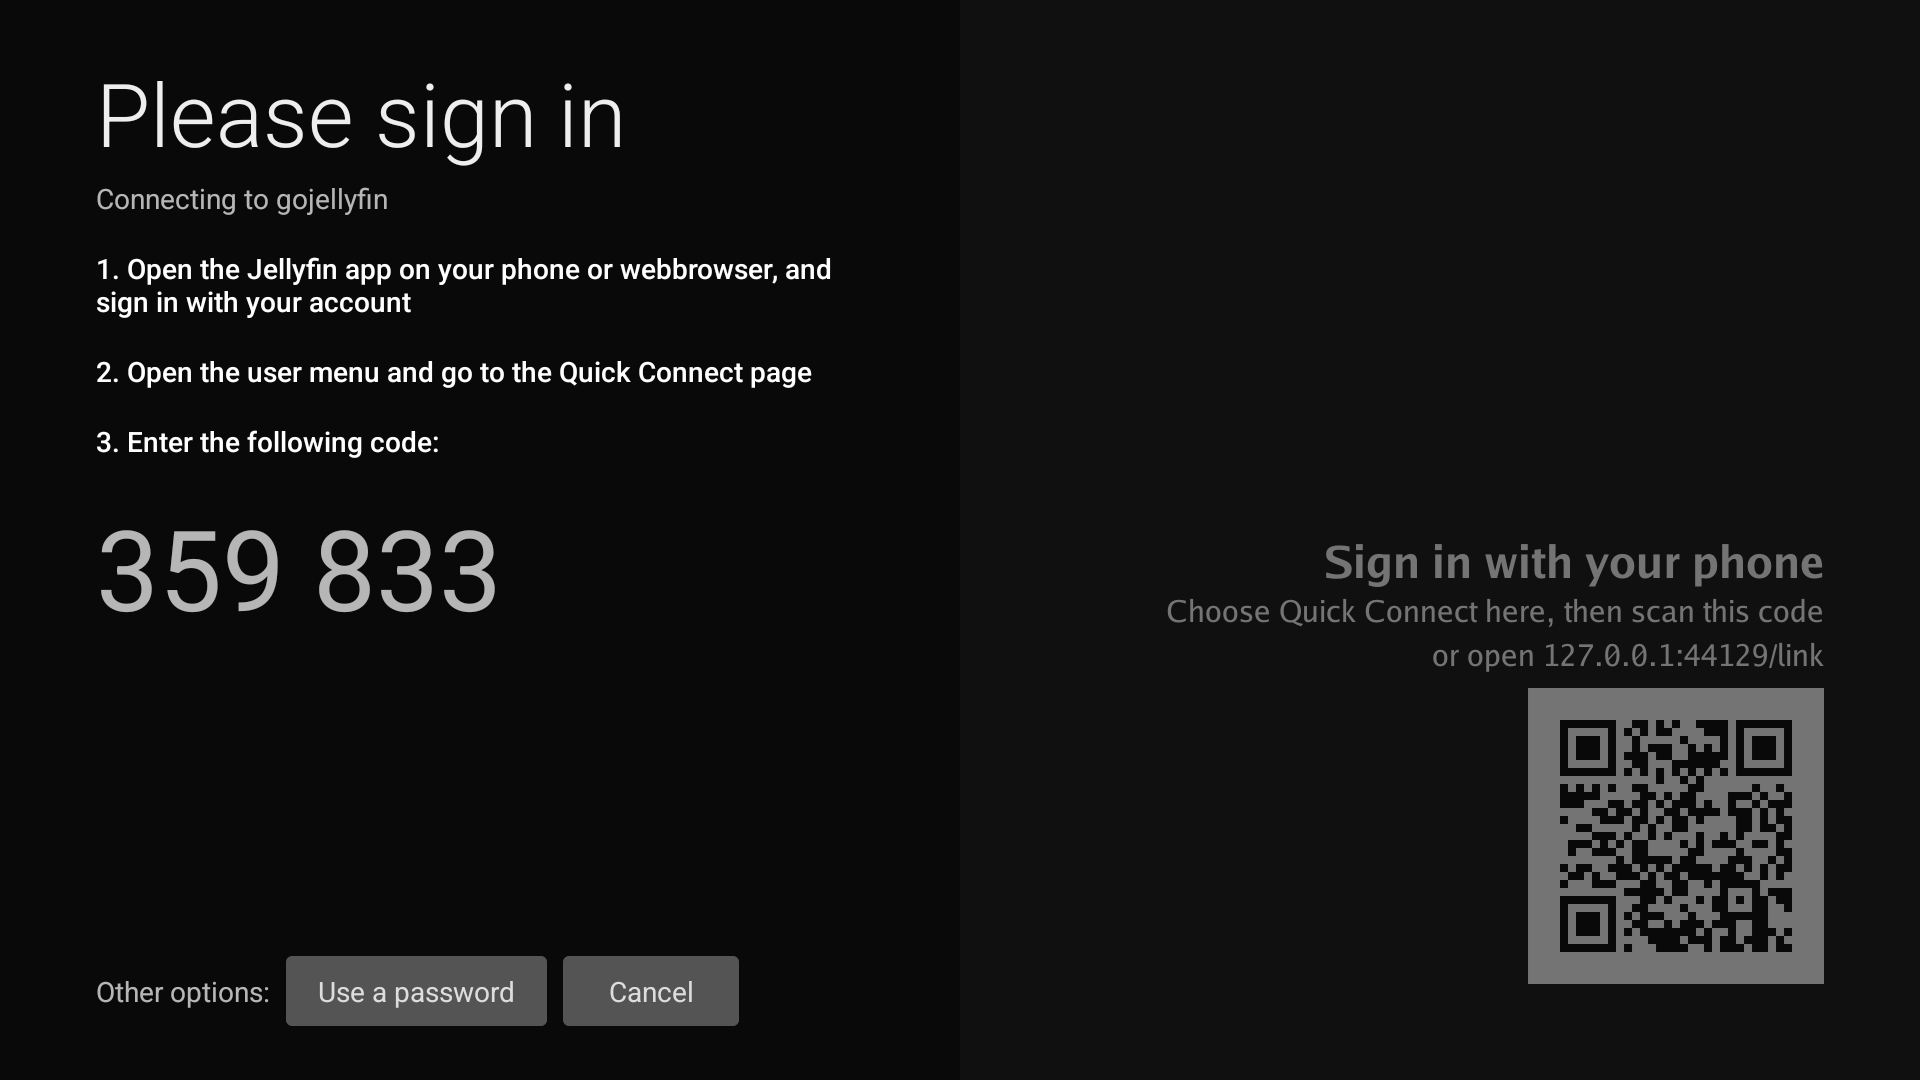 Please sign in
Connecting to gojellyfin
1. Open the Jellyfin app on your phone or webbrowser, and
sign in with your account
2. Open the user menu and go to the Quick Connect page
3. Enter the following code:
359 833
Other options:
Use a password
Cancel
Sign in with your phone
Choose Quick Connect here, then scan this code
or open 127.0.0.1:44129/link